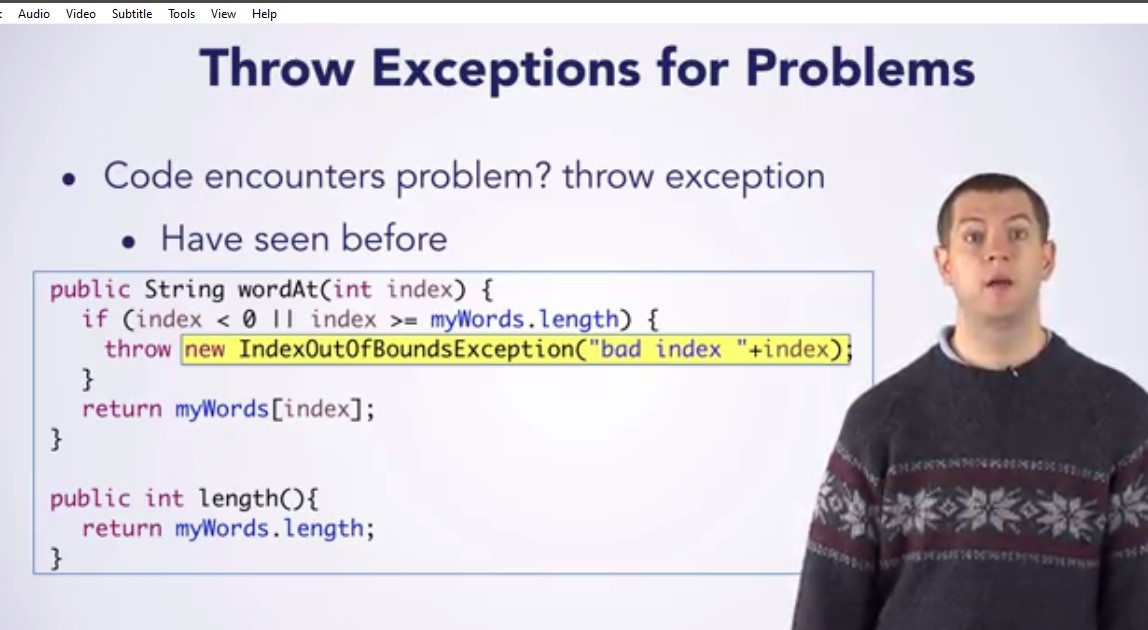 Audio Video Subtitle Tools View Help
Throw Exceptions for Problems
• Code encounters problem? throw exception
• Have seen before
public String wordAt(int index) {
if (index < 0 || index >= myWords.length) {
throw new IndexOutOfBoundsException("bad index "+index);
}
return myWords[index];
}
public int length(){
return myWords.length;
}